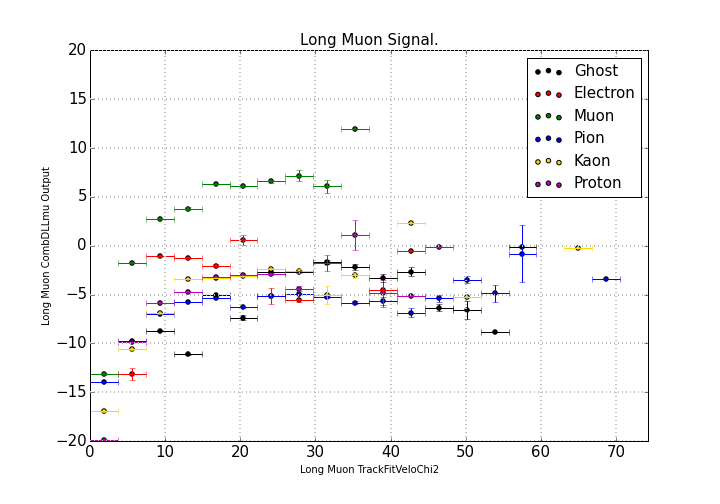 Long Muon Signal.
20
15
10
5
0
−5
−10
−15
−20
Long Muon CombDLLmu Output
Ghost
Electron
Muon
Pion
Kaon
Proton
0 10 20 30 40 50 60 70
Long Muon TrackFitVeloChi2